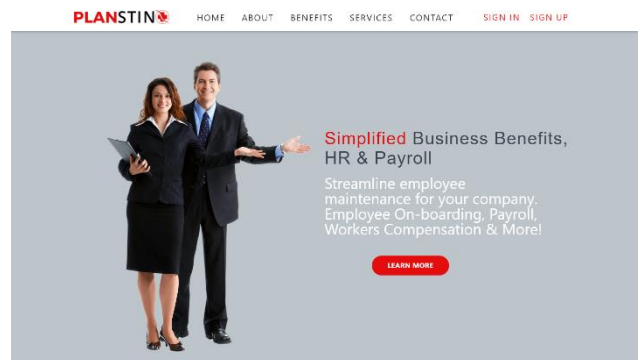 PLANSTIN
HOME ABOUT BENEFITS SERVICES CONTACT SIGN IN SIGN UP
Simplified Business Benefits,
HR & Payroll
Streamline employee
maintenance for your company.
Employee On-boarding, Payroll,
Workers Compensation & More!
LEARN MORE